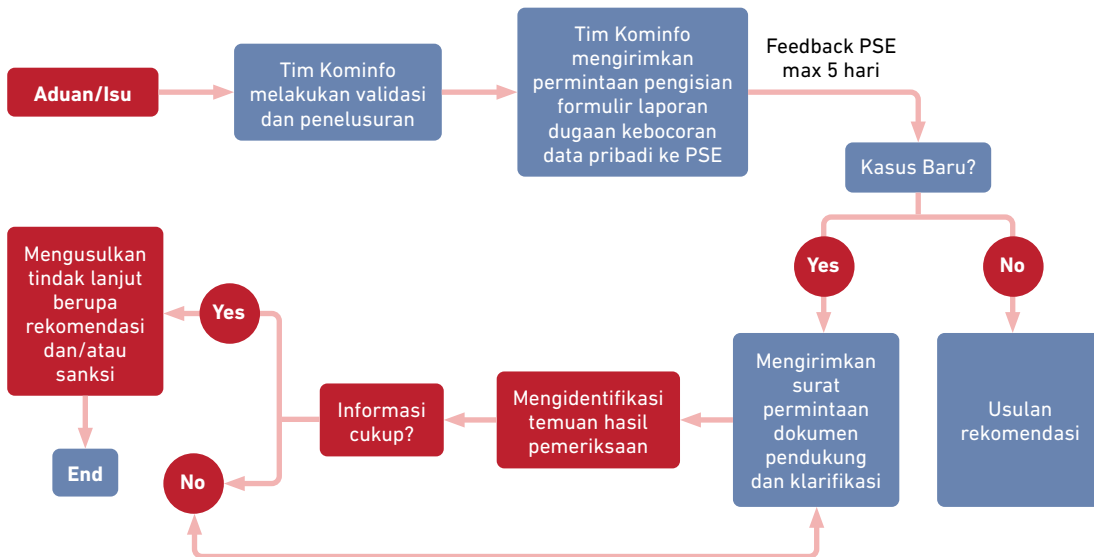 Aduan/Isu
Tim Kominfo
melakukan validasi
dan penelusuran
Tim Kominfo
mengirimkan
permintaan pengisian
formulir laporan
dugaan kebocoran
data pribadi ke PSE
Feedback PSE
max 5 hari
Kasus Baru?
Yes
No
Mengirimkan
surat
permintaan
dokumen
pendukung
dan klarifikasi
Usulan
rekomendasi
Mengidentifikasi
temuan hasil
pemeriksaan
Informasi
cukup?
Yes
No
Mengusulkan
tindak lanjut
berupa
rekomendasi
dan/atau
sanksi
End